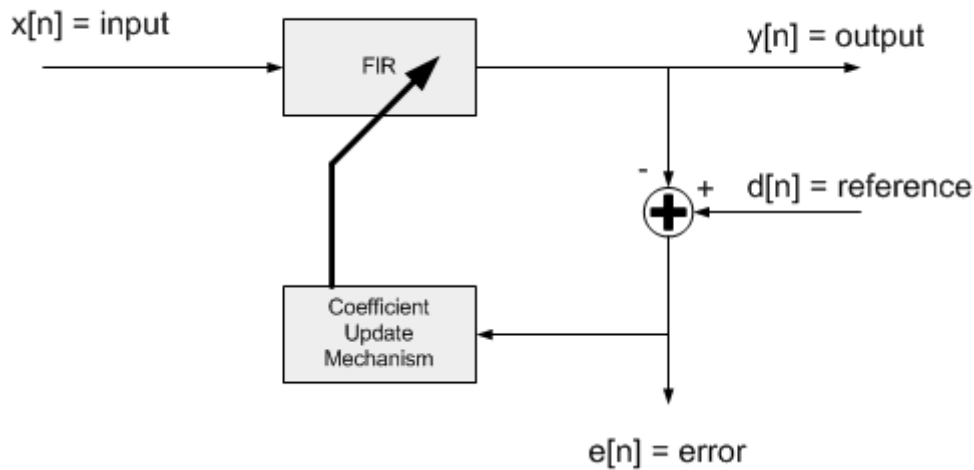 x[n] = input
FIR
y[n] = output
-
+
d[n] = reference
Coefficient
Update
Mechanism
e[n] = error